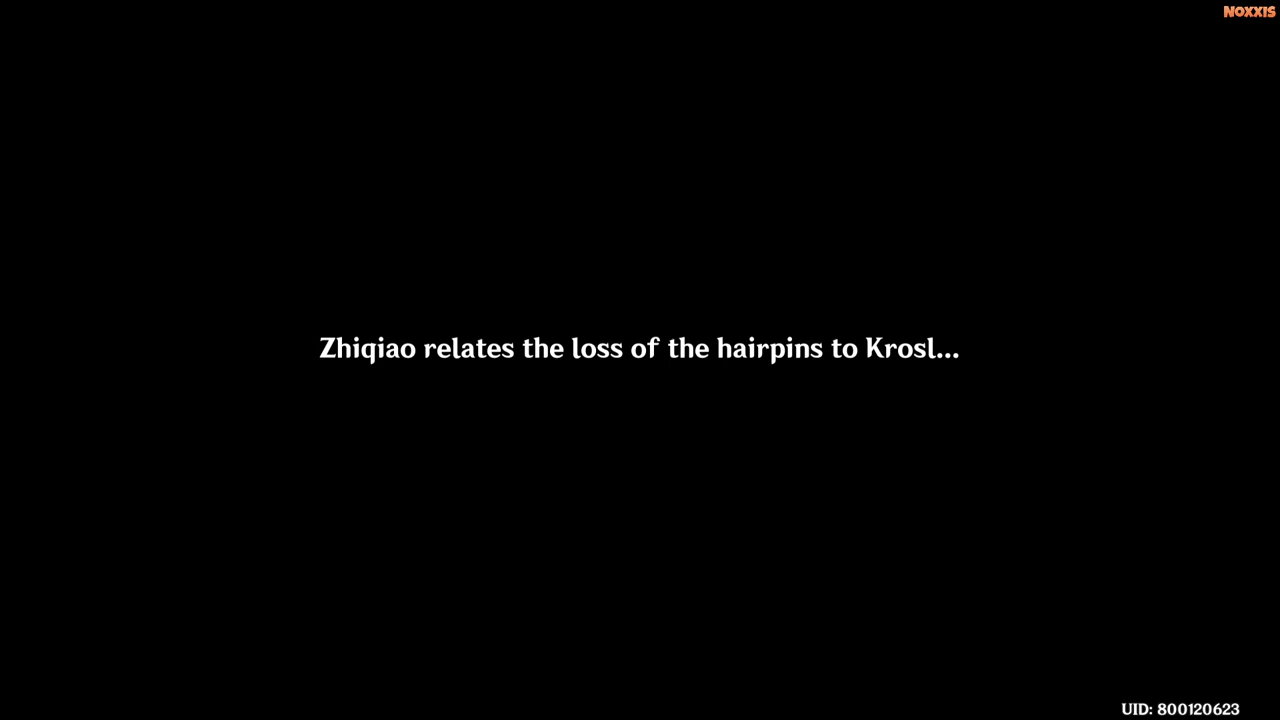 NOXXIS
Zhiqiao relates the loss of the hairpins to Krosl...
UID: 800120623